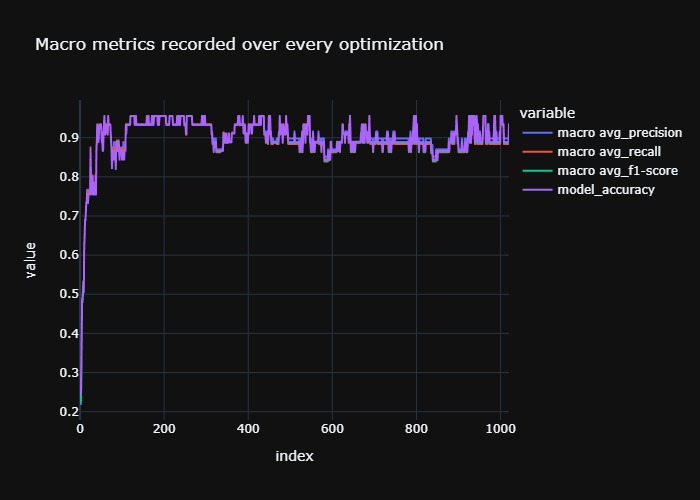 Macro metrics recorded over every optimization
variable
macro avg_precision
macro avg_recall
macro avg_f1-score
model_accuracy
0.9
0.8
0.7
0.6
0.5
0.4
0.3
0.2
value
0 200 400 600 800 1000
index